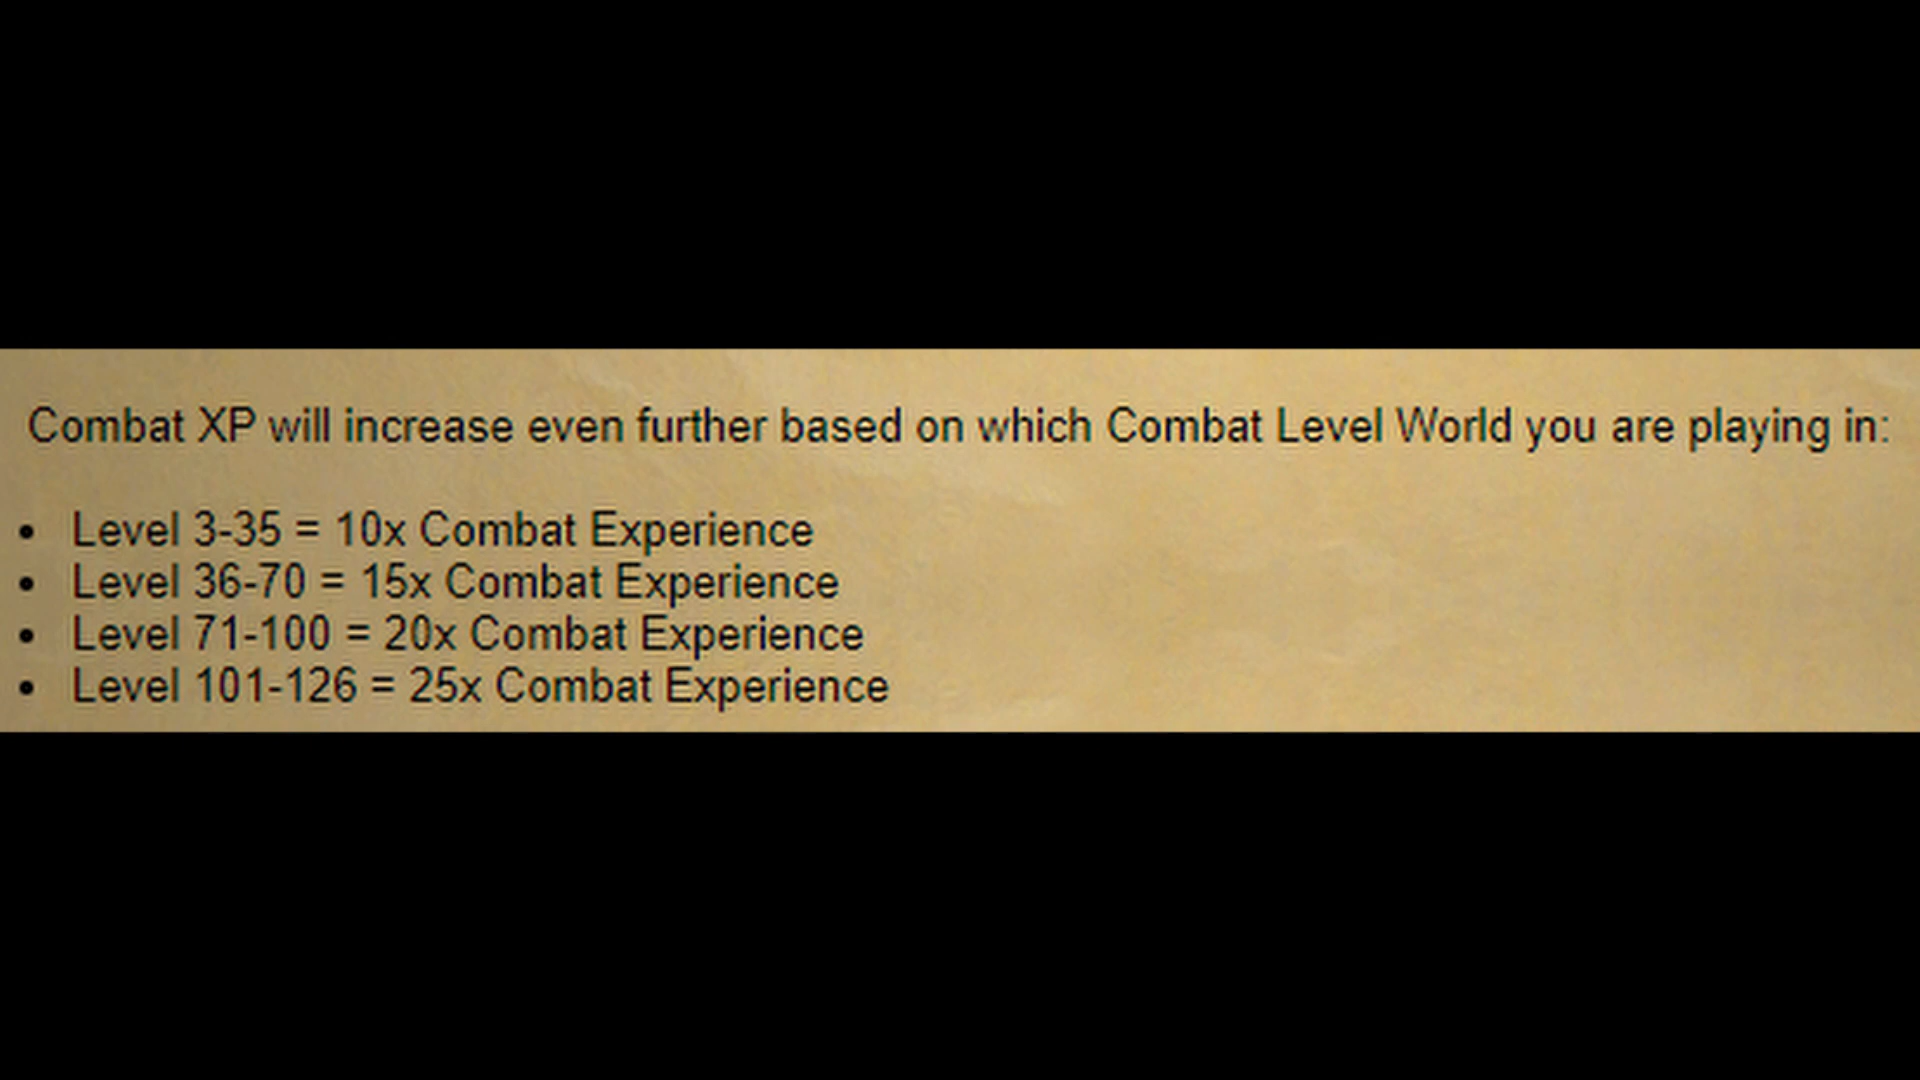 Combat XP will increase even further based on which Combat Level World you are playing in:
• Level 3-35 = 10x Combat Experience
• Level 36-70 = 15x Combat Experience
• Level 71-100 = 20x Combat Experience
• Level 101-126 = 25x Combat Experience